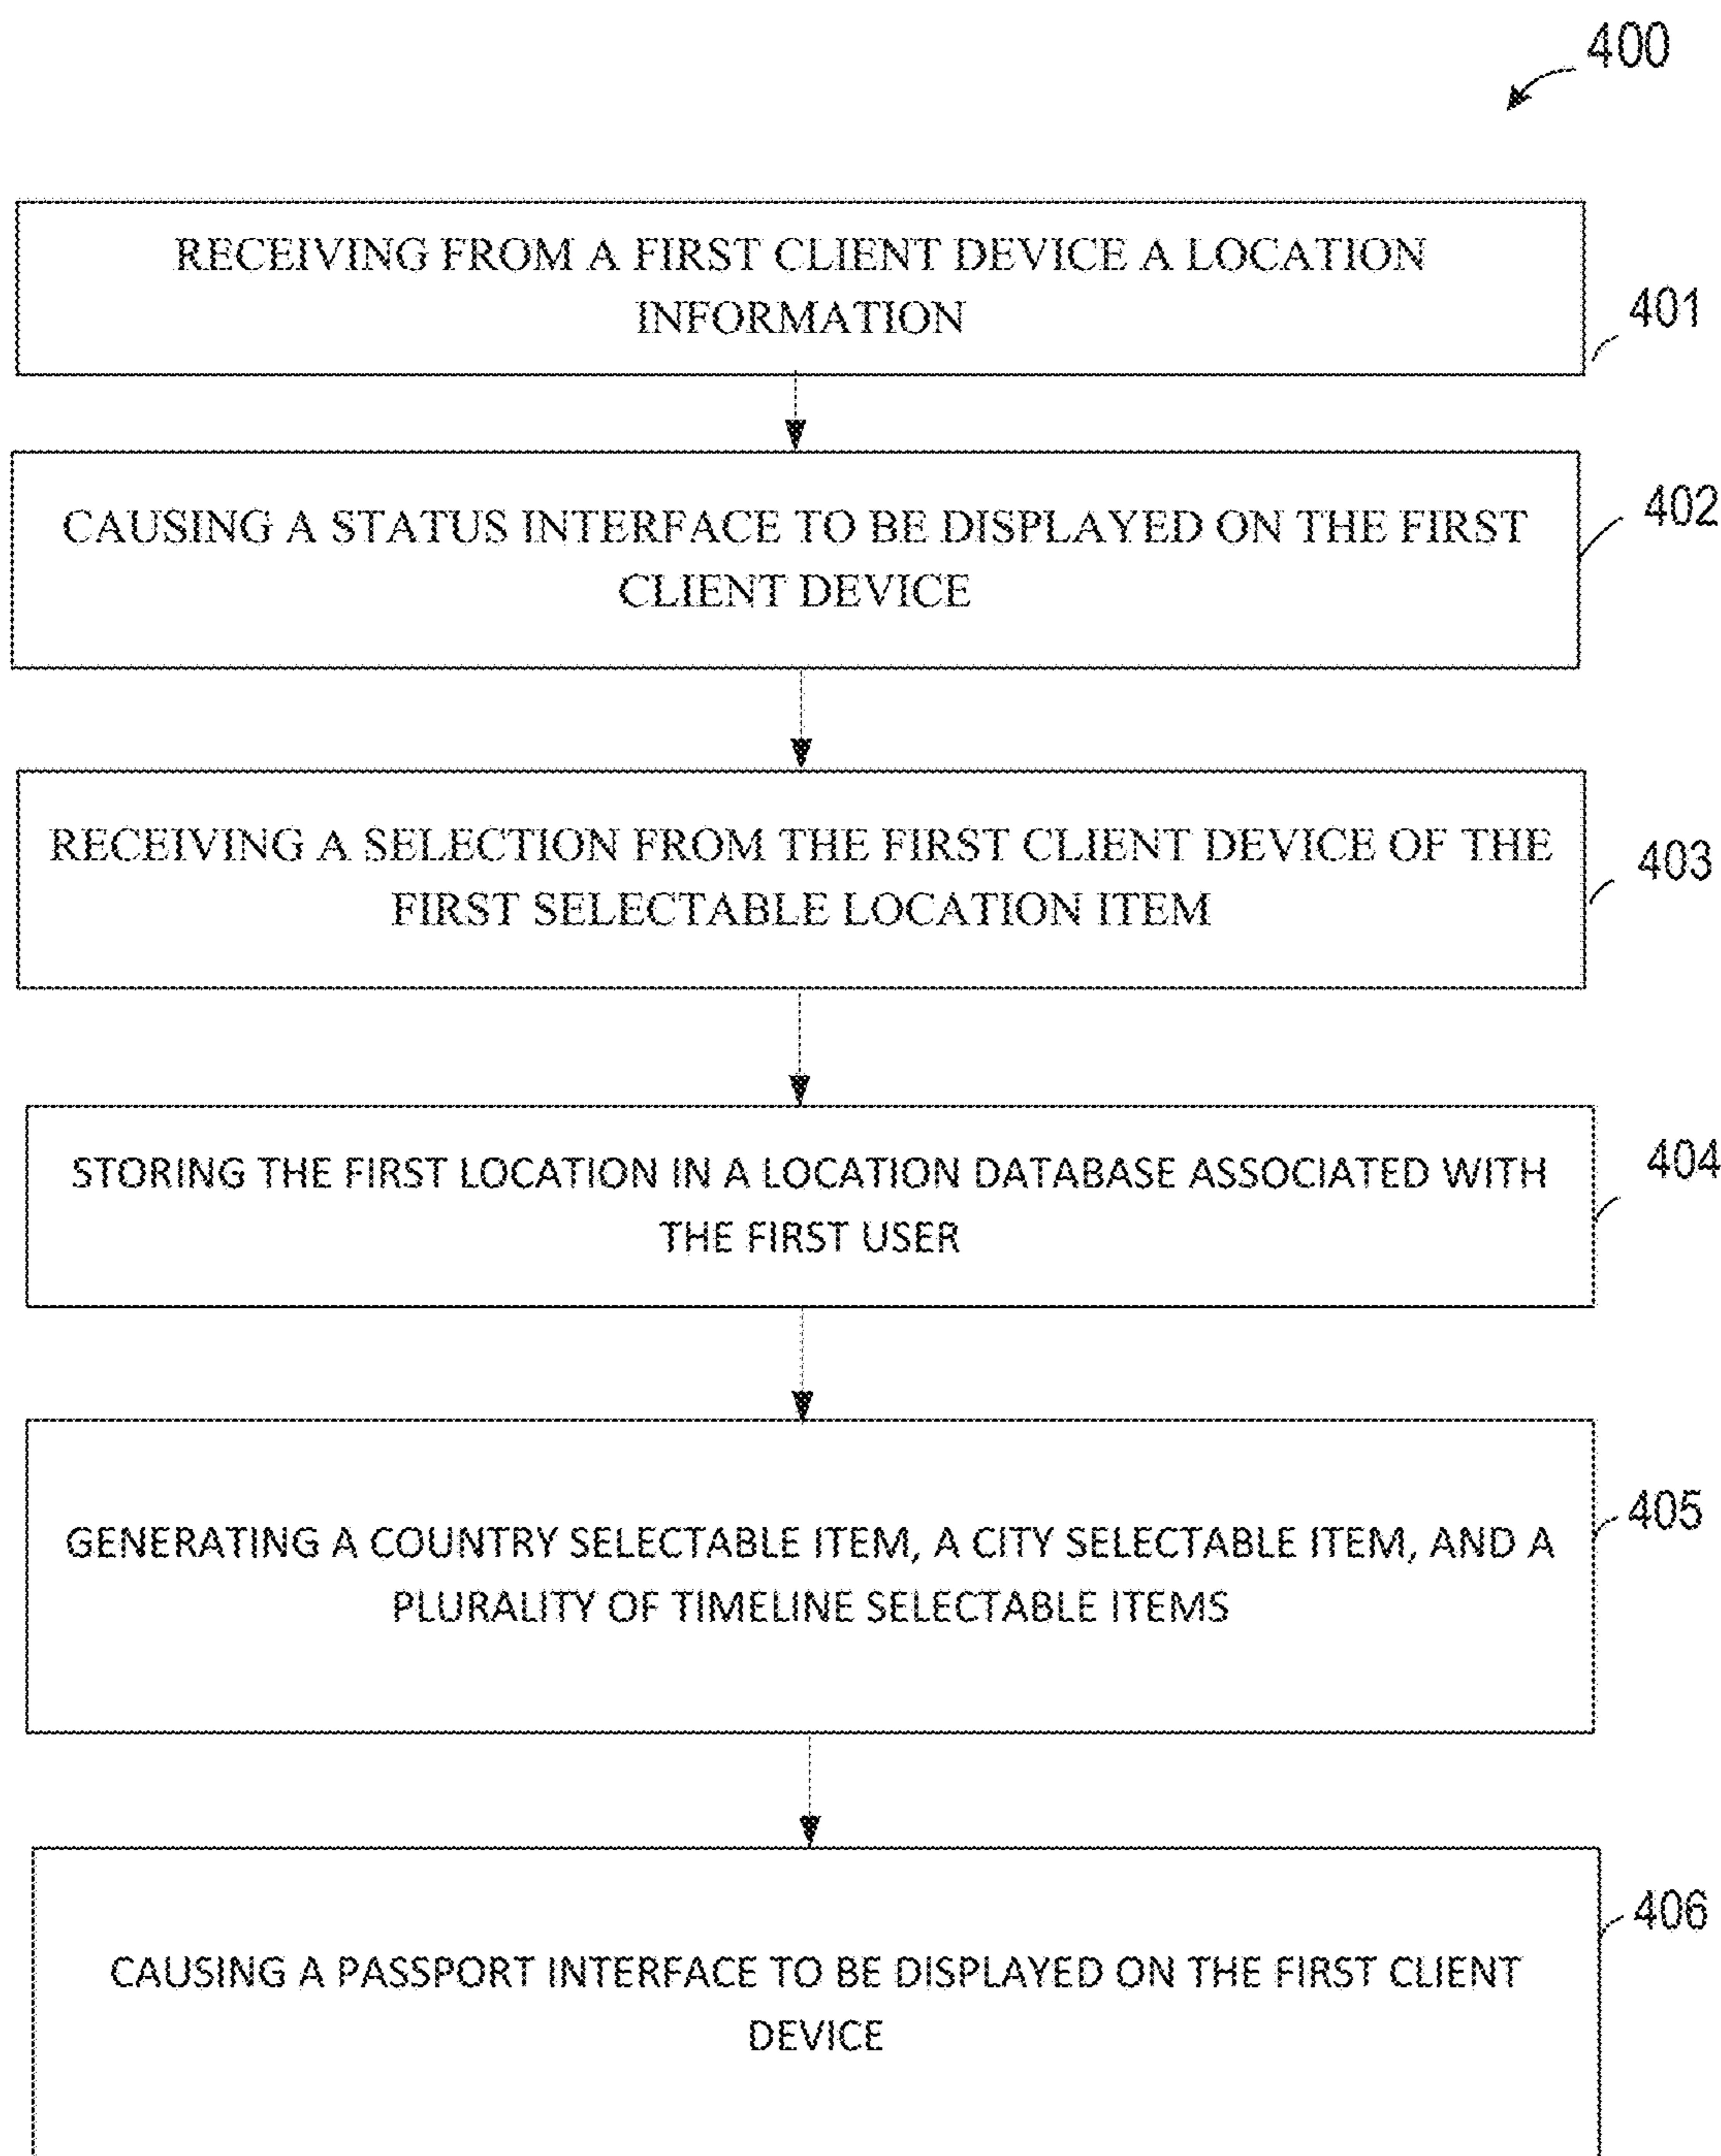 400
RECEIVING FROM A FIRST CLIENT DEVICE A LOCATION
INFORMATION
401
CAUSING A STATUS INTERFACE TO BE DISPLAYED ON THE FIRST
CLIENT DEVICE
402
RECEIVING A SELECTION FROM THE FIRST CLIENT DEVICE OF THE
FIRST SELECTABLE LOCATION ITEM
403
STORING THE FIRST LOCATION IN A LOCATION DATABASE ASSOCIATED WITH
THE FIRST USER
404
GENERATING A COUNTRY SELECTABLE ITEM, A CITY SELECTABLE ITEM, AND A
PLURALITY OF TIMELINE SELECTABLE ITEMS
405
CAUSING A PASSPORT INTERFACE TO BE DISPLAYED ON THE FIRST CLIENT
DEVICE
406